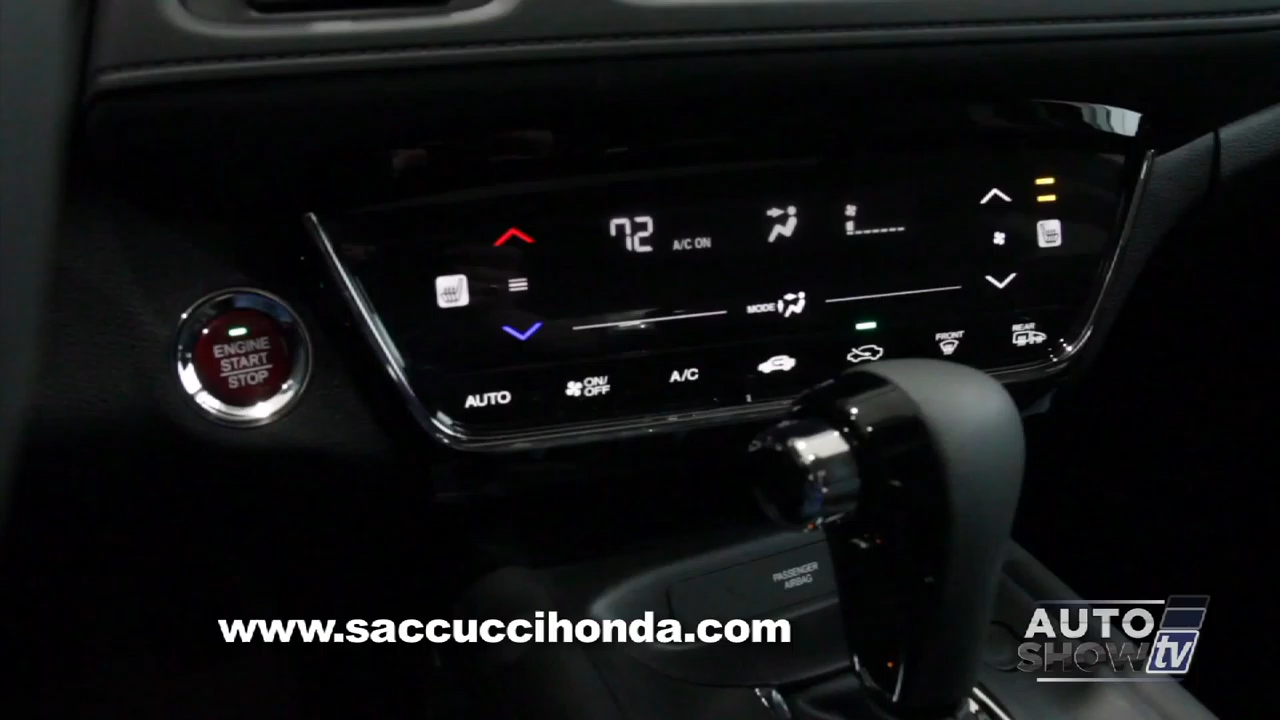 72
A/C ON
MODE
ENGINE
START
STOP
AUTO
ON/
OFF
A/C
FRONT
REAR
PASSENGER
AIRBAG
www.saccuccihonda.com
AUTO
SHOW
tv